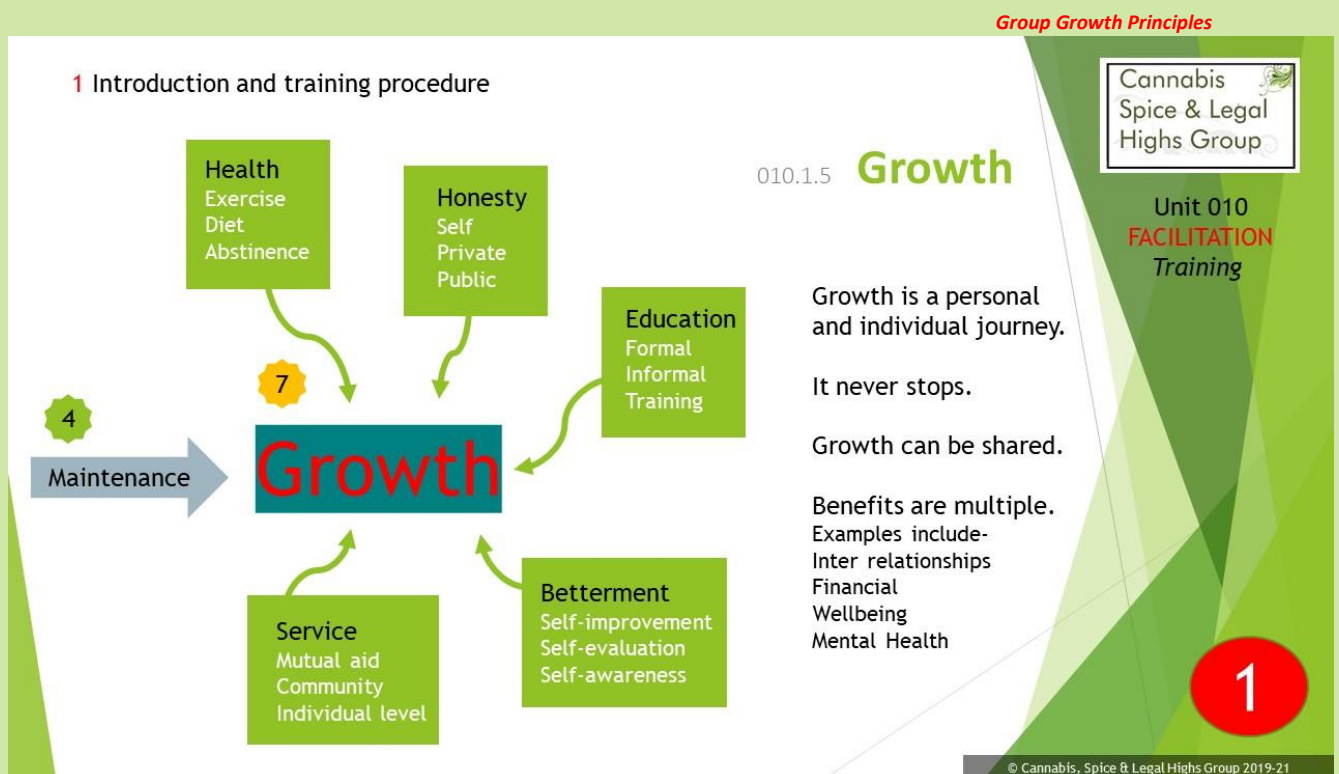 Group Growth Principles
1 Introduction and training procedure
Cannabis
Spice & Legal
Highs Group
Unit 010
FACILITATION
Training
010.1.5 Growth
Health
Exercise
Diet
Abstinence
Honesty
Self
Private
Public
Education
Formal
Informal
Training
4
Maintenance
7
Growth
Service
Mutual aid
Community
Individual level
Betterment
Self-improvement
Self-evaluation
Self-awareness
Growth is a personal
and individual journey.
It never stops.
Growth can be shared.
Benefits are multiple.
Examples include-
Inter relationships
Financial
Wellbeing
Mental Health
1
© Cannabis, Spice & Legal Highs Group 2019-21